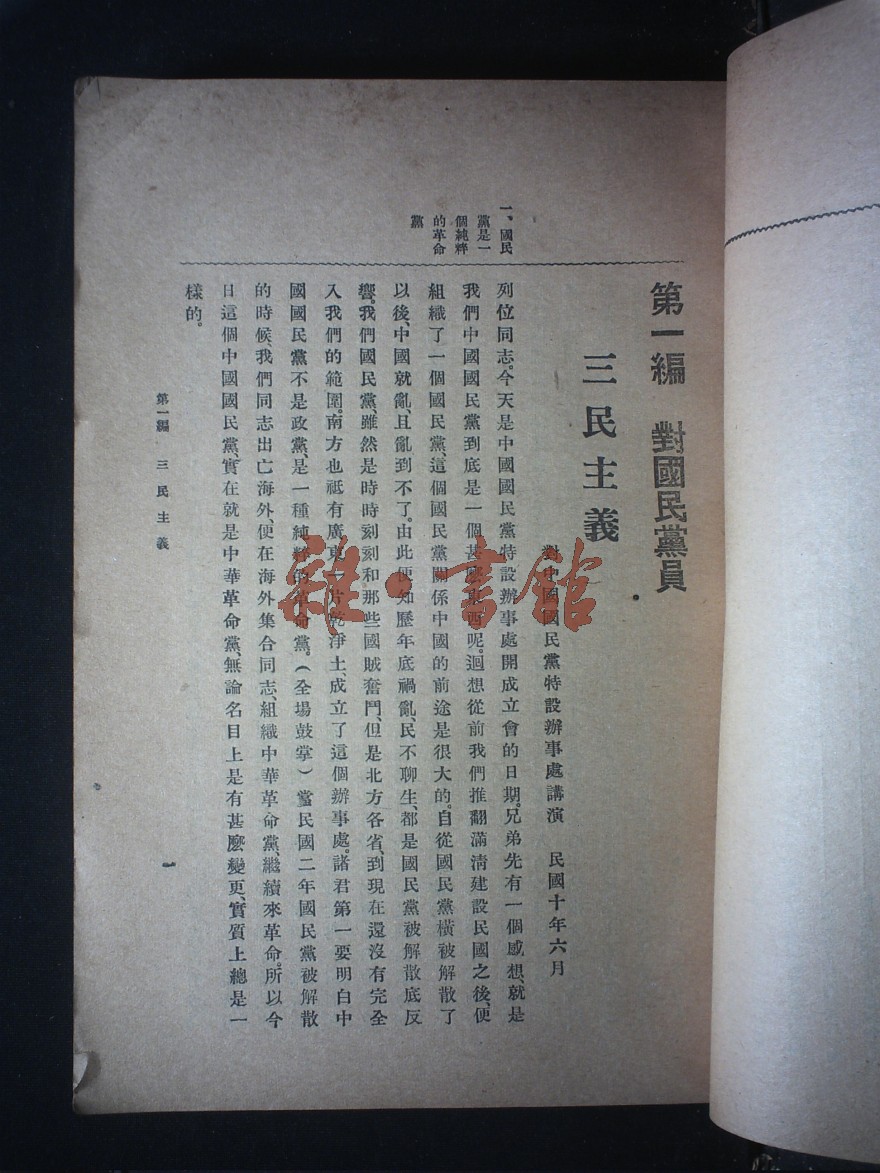 第一編　對國民黨員
三民主義
對中國國民黨特設辦事處講演　民國十年六月
一、國民
黨是一
個純粹
的革命
黨
列位同志。今天是中國國民黨特設辦事處開成立會的日期。兄弟先有一個感想、就是
我們中國國民黨到底是一個甚麼東西呢。迴想從前我們推翻滿淸建設民國之後、便
組織了一個國民黨、這個國民黨關係中國的前途是很大的。自從國民黨橫被解散了
以後、中國就亂、且亂到不了。由此便知歷年底禍亂、民不聊生、都是國民黨被解散底反
響。我們國民黨、雖然是時時刻刻和那些國賊奮鬥、但是北方各省、到現在還沒有完全
入我們的範圍。南方也祇有廣東一片乾淨土、成立了這個辦事處。諸君第一要明白中
國國民黨不是政黨、是一種純粹的革命黨。（全場鼓掌）當民國二年國民黨被解散
的時候、我們同志出亡海外、便在海外集合同志、組織中華革命黨、繼續來革命。所以今
日這個中國國民黨、實在就是中華革命黨、無論名目上是有甚麼變更、實質上總是一
樣的。
第一編　三民主義
一
雜·書館